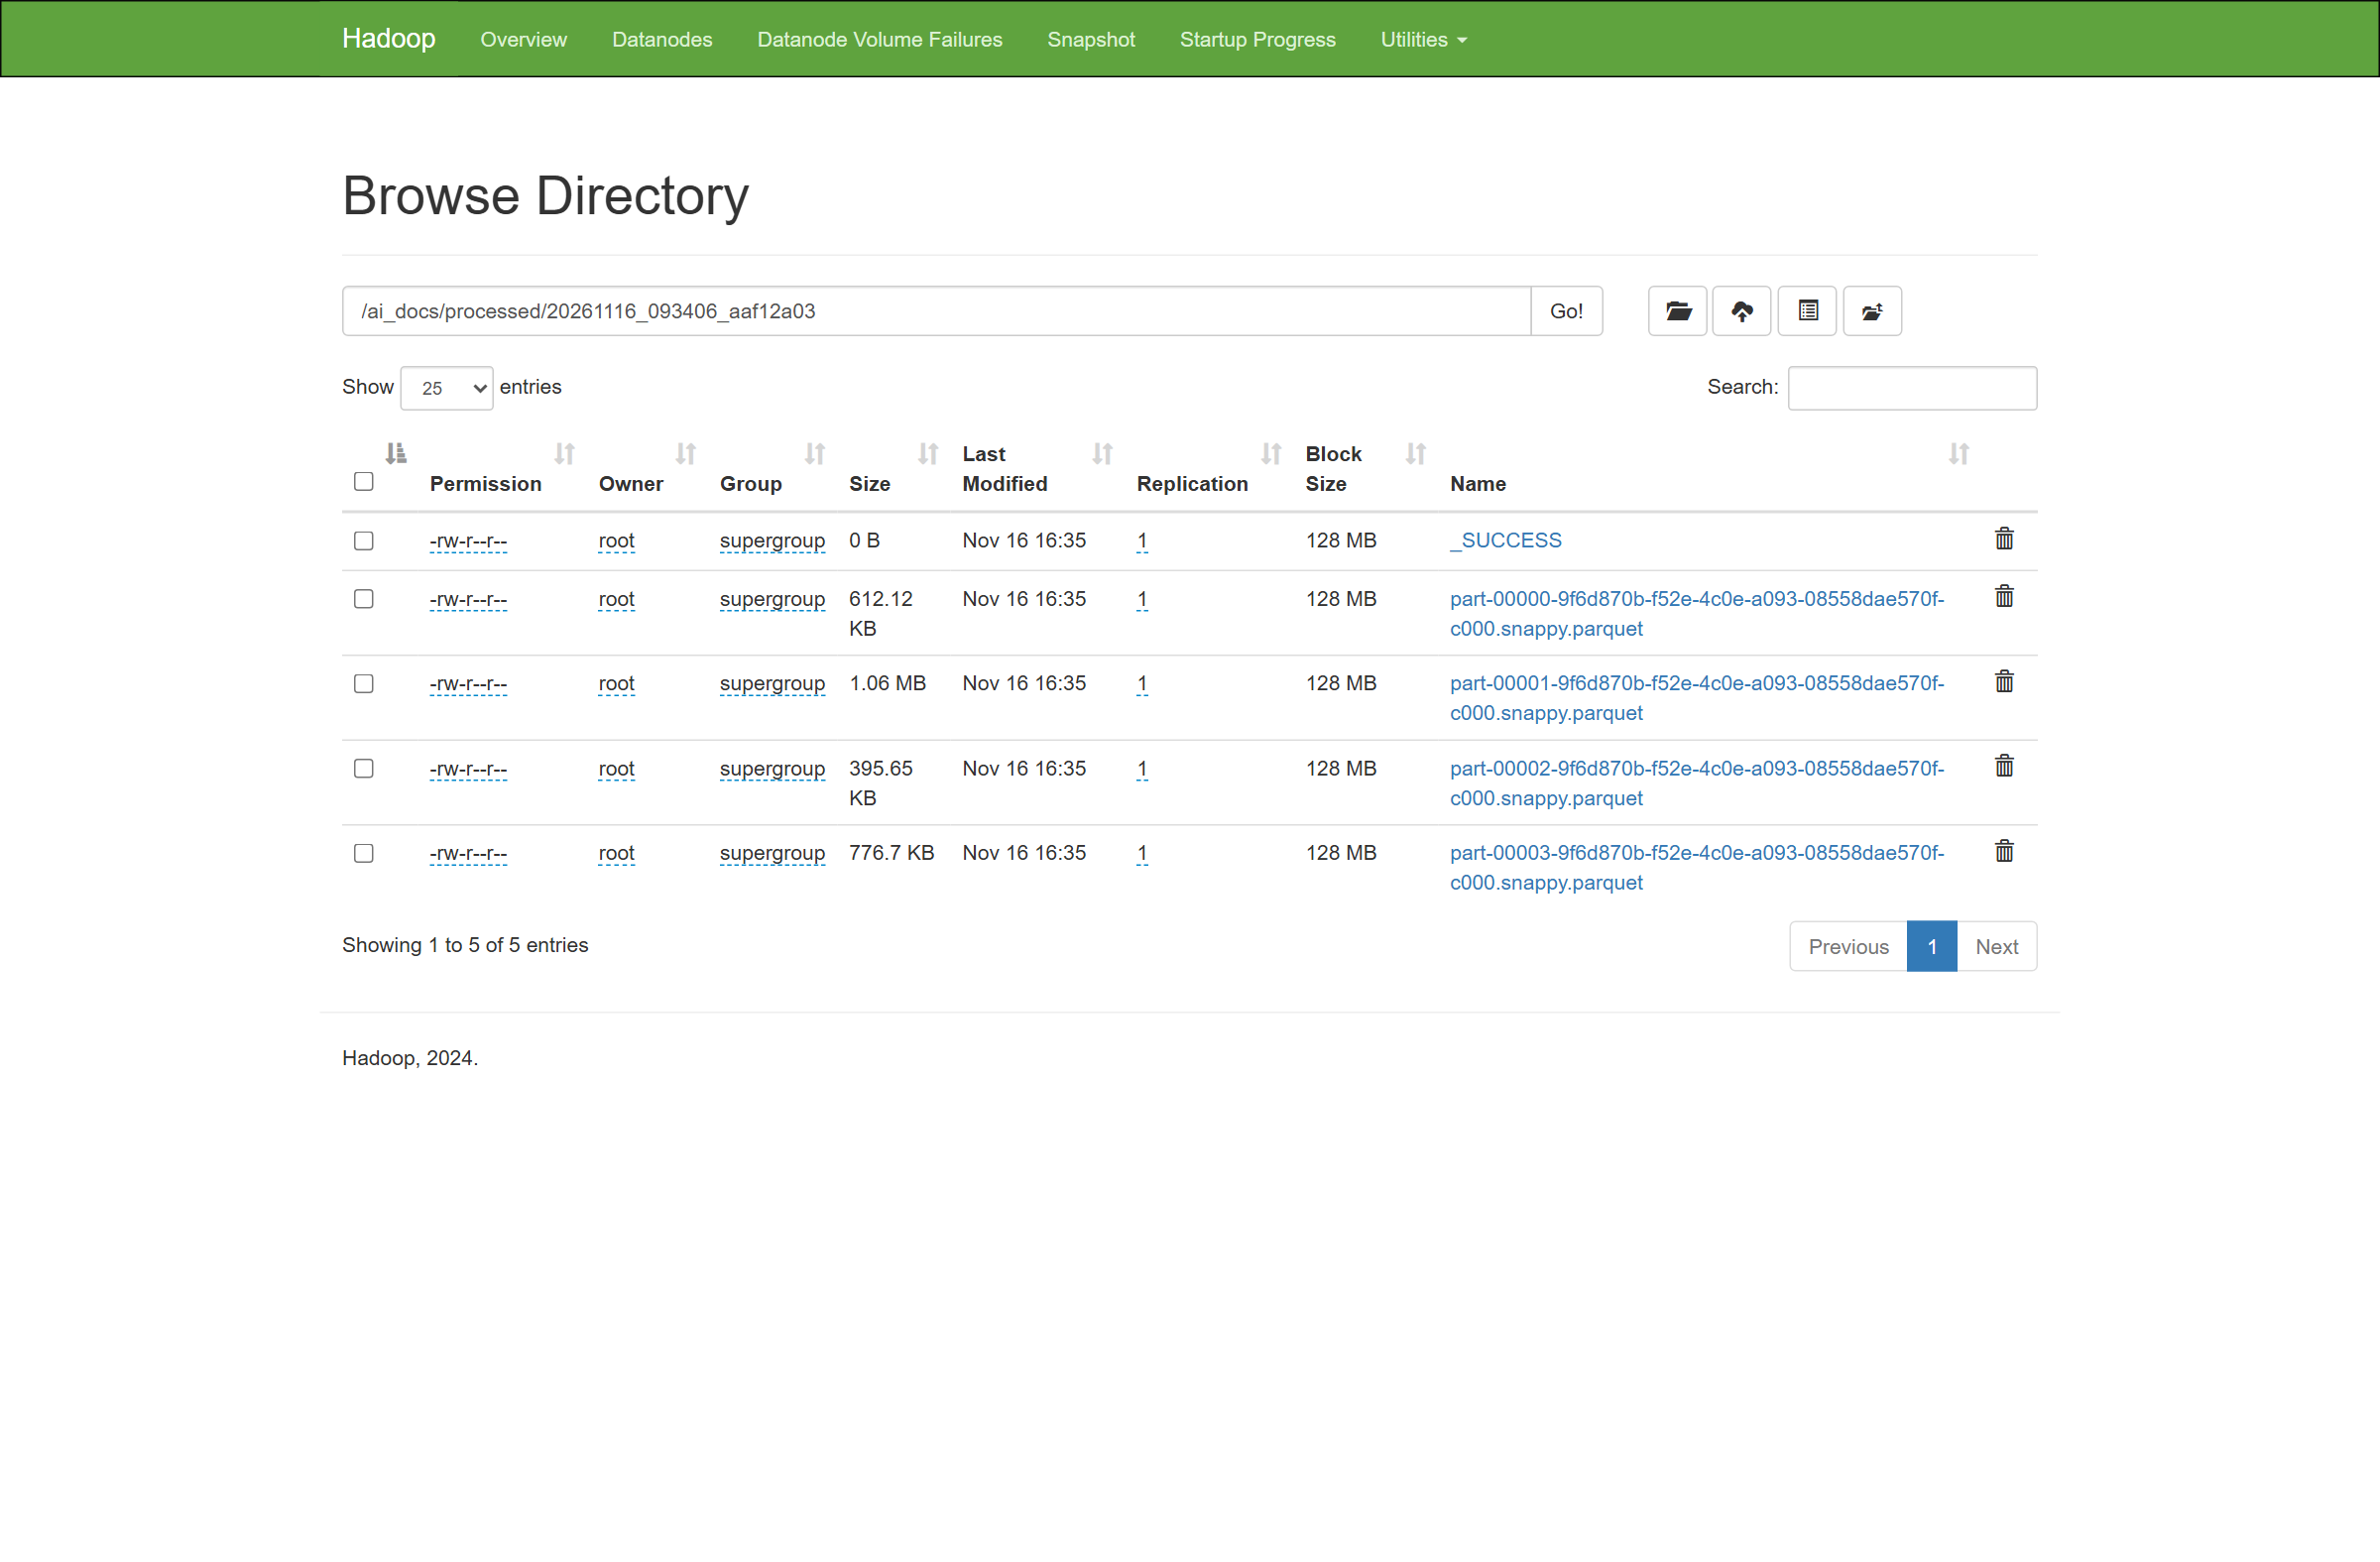 Hadoop Overview Datanodes Datanode Volume Failures Snapshot Startup Progress Utilities
Browse Directory
/ai_docs/processed/20261116_093406_aaf12a03 Go!
Show 25 entries Search:
Permission Owner Group Size Last Modified Replication Block Size Name
-rw-r--r-- root supergroup 0 B Nov 16 16:35 1 128 MB _SUCCESS
-rw-r--r-- root supergroup 612.12 KB Nov 16 16:35 1 128 MB part-00000-9f6d870b-f52e-4c0e-a093-08558dae570f-
c000.snappy.parquet
-rw-r--r-- root supergroup 1.06 MB Nov 16 16:35 1 128 MB part-00001-9f6d870b-f52e-4c0e-a093-08558dae570f-
c000.snappy.parquet
-rw-r--r-- root supergroup 395.65 KB Nov 16 16:35 1 128 MB part-00002-9f6d870b-f52e-4c0e-a093-08558dae570f-
c000.snappy.parquet
-rw-r--r-- root supergroup 776.7 KB Nov 16 16:35 1 128 MB part-00003-9f6d870b-f52e-4c0e-a093-08558dae570f-
c000.snappy.parquet
Showing 1 to 5 of 5 entries Previous 1 Next
Hadoop, 2024.